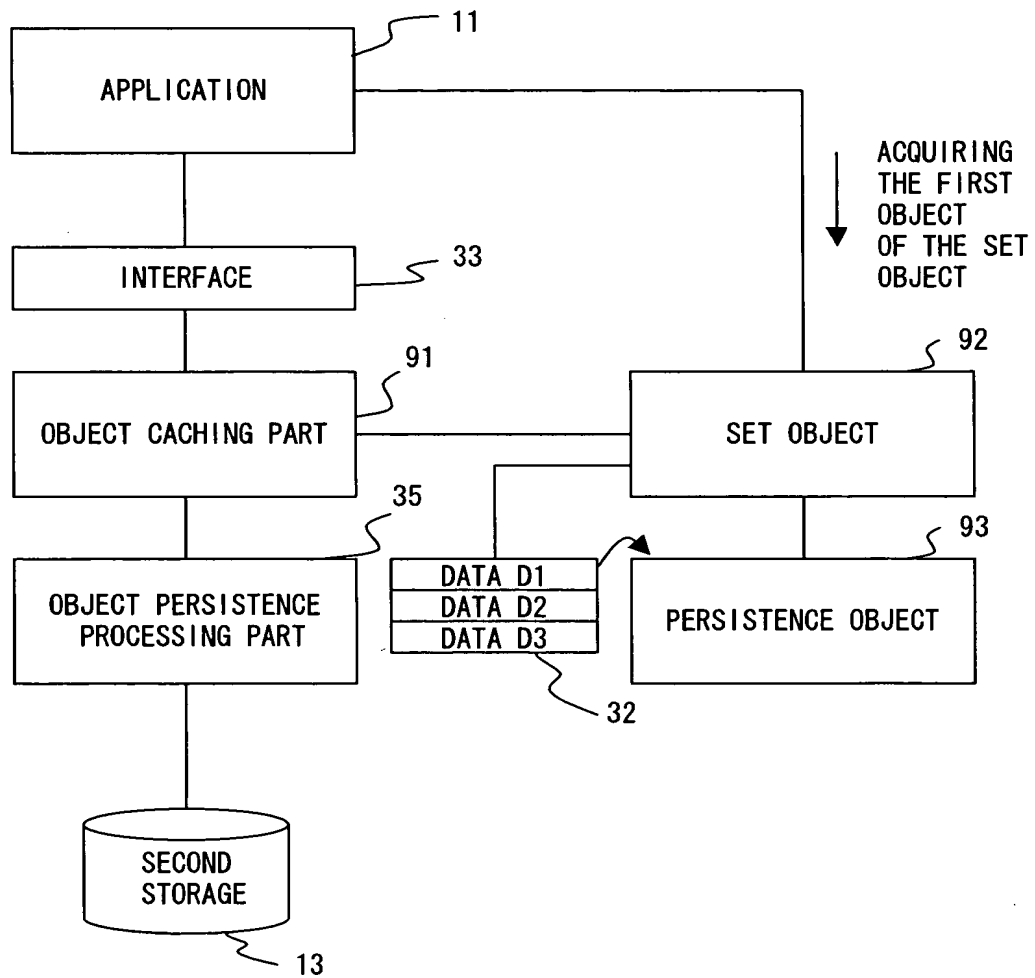 11
APPLICATION
ACQUIRING
THE FIRST
OBJECT
OF THE SET
OBJECT
INTERFACE
33
91
OBJECT CACHING PART
92
SET OBJECT
35
OBJECT PERSISTENCE
PROCESSING PART
DATA D1
DATA D2
DATA D3
32
93
PERSISTENCE OBJECT
SECOND
STORAGE
13